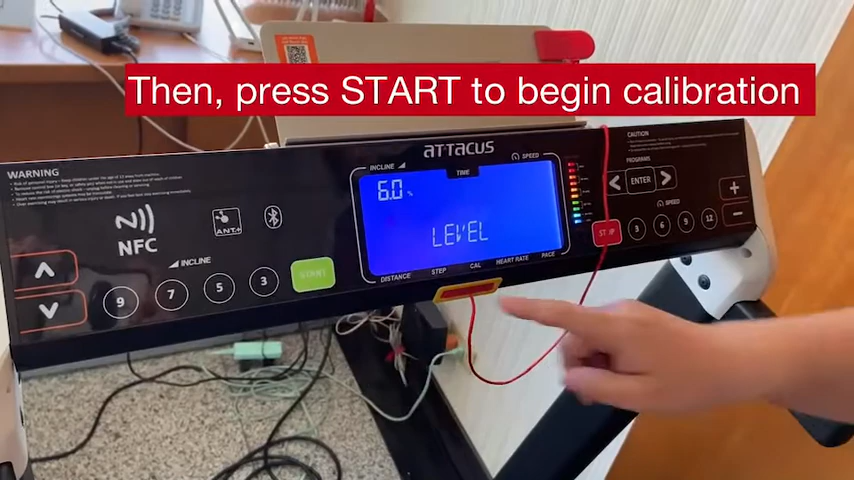 Then, press START to begin calibration
WARNING
NFC
ANT+
INCLINE
9 7 5 3
START
ATTACUS
INCLINE
TIME
SPEED
6.0 %
LEVEL
DISTANCE STEP CAL HEART RATE PACE
CAUTION
PROGRAMS
ENTER
SPEED
3 6 9 12
+
-